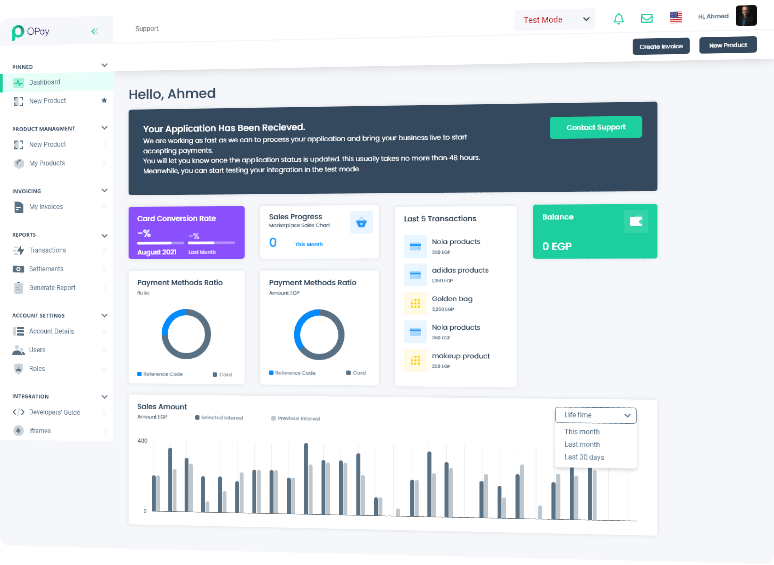 OPay
Support
Test Mode
Hi, Ahmed
Create Invoice
New Product
PINNED
Dashboard
New Product
PRODUCT MANAGMENT
New Product
My Products
INVOICING
My Invoices
REPORTS
Transactions
Settlements
Generate Report
ACCOUNT SETTINGS
Account Details
Users
Roles
INTEGRATION
Developers' Guide
Iframes
Hello, Ahmed
Your Application Has Been Recieved.
We are working as fast as we can to process your application and bring your business live to start
accepting payments.
You will let you know once the application status is updated. this usually takes no more than 48 hours.
Meanwhile, you can start testing your integration in the test mode
Contact Support
Card Conversion Rate
-%
-%
August 2021
Last Month
Sales Progress
Marketplace Sales Chart
0
This Month
Last 5 Transactions
Nola products
350 EGP
adidas products
1,350 EGP
Golden bag
3,250 EGP
Nola products
350 EGP
makeup product
250 EGP
Balance
0 EGP
Payment Methods Ratio
Ratio
Reference Code
Card
Payment Methods Ratio
Amount EGP
Reference Code
Card
Sales Amount
Amount EGP
Selected Interval
Previous Interval
Life time
This month
Last month
Last 30 days
400
0